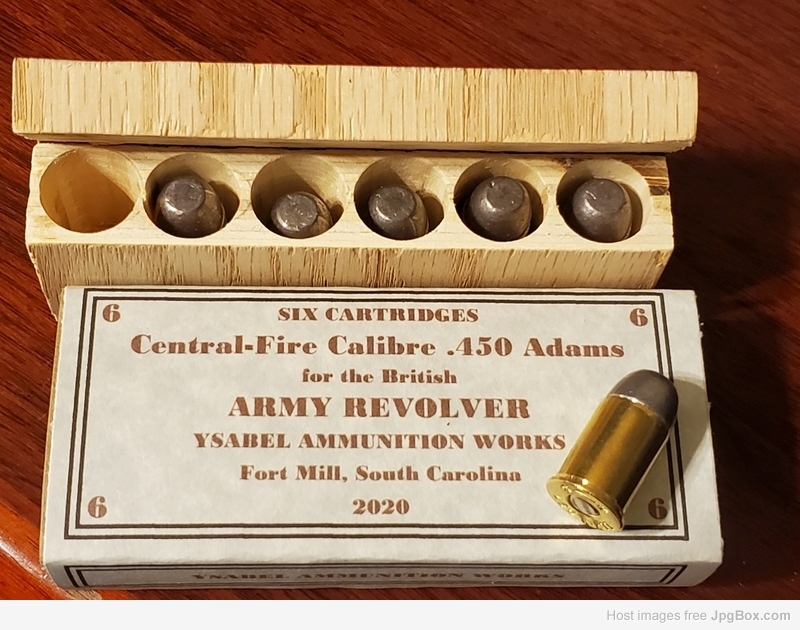 6 SIX CARTRIDGES 6
Central-Fire Calibre .450 Adams
for the British
ARMY REVOLVER
YSABEL AMMUNITION WORKS
Fort Mill, South Carolina
6 2020 6
YSABEL AMMUNITION WORKS
Host images free JpgBox.com